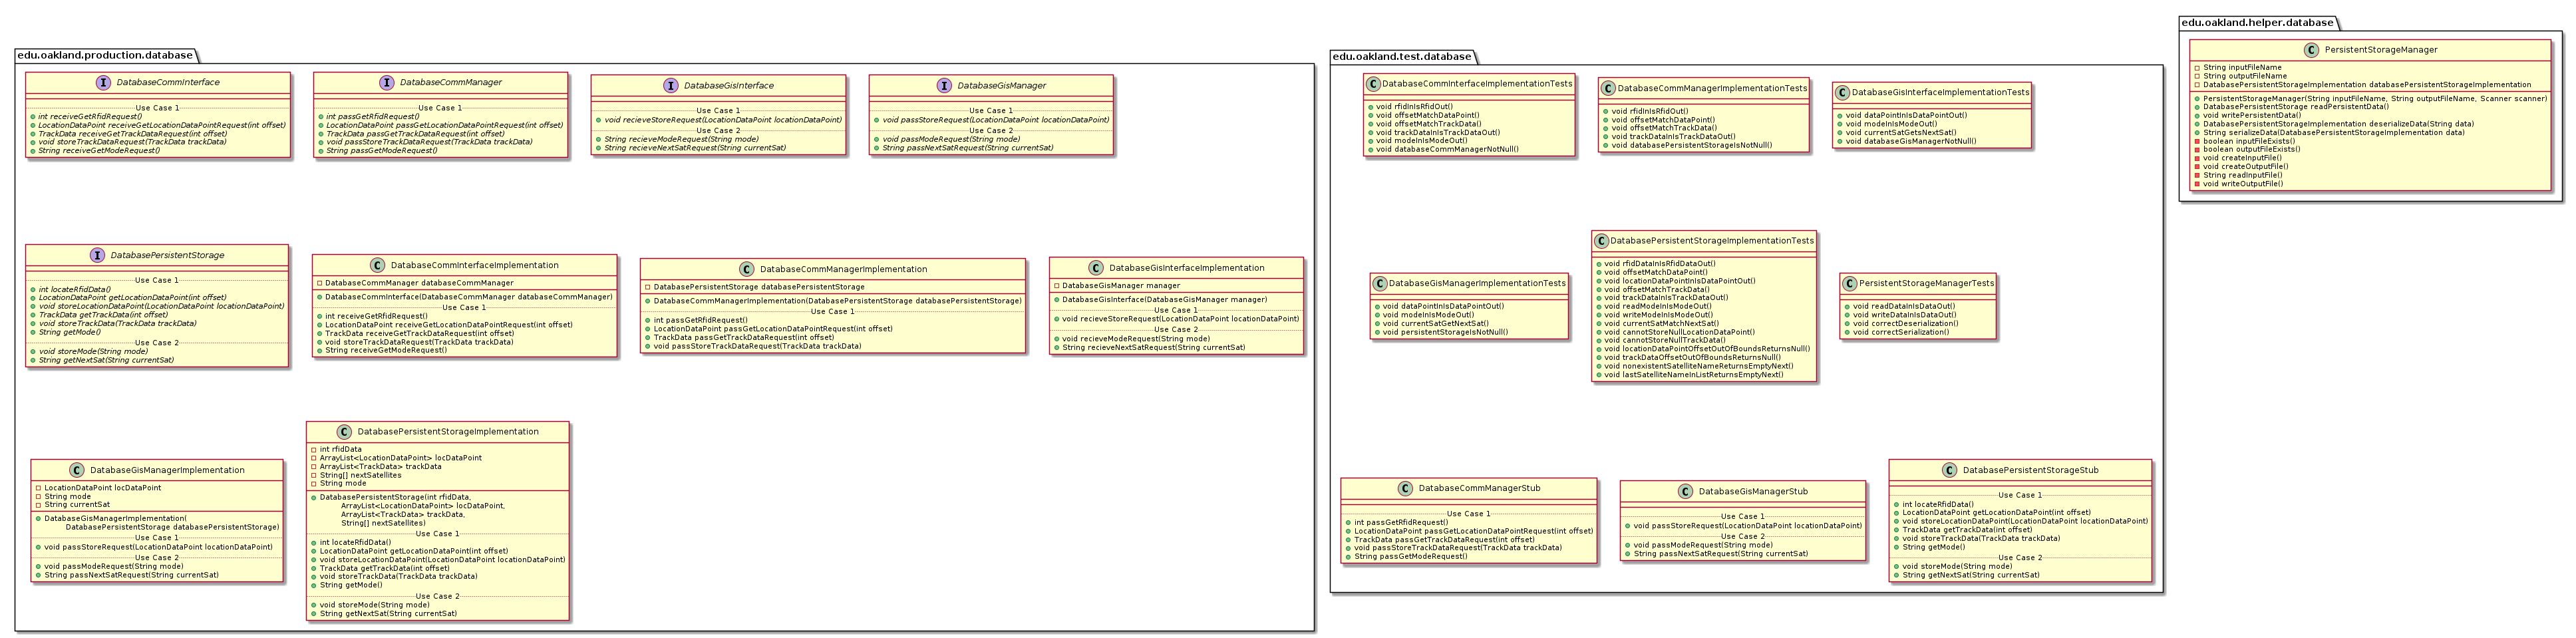 edu.oakland.production.database
I DatabaseCommInterface
Use Case 1
int receiveGetRfidRequest()
LocationDataPoint receiveGetLocationDataPointRequest(int offset)
TrackData receiveGetTrackDataRequest(int offset)
void storeTrackDataRequest(TrackData trackData)
String receiveGetModeRequest()
I DatabaseCommManager
Use Case 1
int passGetRfidRequest()
LocationDataPoint passGetLocationDataPointRequest(int offset)
TrackData passGetTrackDataRequest(int offset)
void passStoreTrackDataRequest(TrackData trackData)
String passGetModeRequest()
I DatabaseGisInterface
Use Case 1
void recieveStoreRequest(LocationDataPoint locationDataPoint)
Use Case 2
String recieveModeRequest(String mode)
String recieveNextSatRequest(String currentSat)
I DatabaseGisManager
Use Case 1
void passStoreRequest(LocationDataPoint locationDataPoint)
Use Case 2
void passModeRequest(String mode)
String passNextSatRequest(String currentSat)
I DatabasePersistentStorage
Use Case 1
int locateRfidData()
LocationDataPoint getLocationDataPoint(int offset)
void storeLocationDataPoint(LocationDataPoint locationDataPoint)
TrackData getTrackData(int offset)
void storeTrackData(TrackData trackData)
String getMode()
Use Case 2
void storeMode(String mode)
String getNextSat(String currentSat)
C DatabaseCommInterfaceImplementation
DatabaseCommManager databaseCommManager
DatabaseCommInterface(DatabaseCommManager databaseCommManager)
Use Case 1
int receiveGetRfidRequest()
LocationDataPoint receiveGetLocationDataPointRequest(int offset)
TrackData receiveGetTrackDataRequest(int offset)
void storeTrackDataRequest(TrackData trackData)
String receiveGetModeRequest()
C DatabaseCommManagerImplementation
DatabasePersistentStorage databasePersistentStorage
DatabaseCommManagerImplementation(DatabasePersistentStorage databasePersistentStorage)
Use Case 1
int passGetRfidRequest()
LocationDataPoint passGetLocationDataPointRequest(int offset)
TrackData passGetTrackDataRequest(int offset)
void passStoreTrackDataRequest(TrackData trackData)
C DatabaseGisInterfaceImplementation
DatabaseGisManager manager
DatabaseGisInterface(DatabaseGisManager manager)
Use Case 1
void recieveStoreRequest(LocationDataPoint locationDataPoint)
Use Case 2
void recieveModeRequest(String mode)
String recieveNextSatRequest(String currentSat)
C DatabaseGisManagerImplementation
LocationDataPoint locDataPoint
String mode
String currentSat
DatabaseGisManagerImplementation(
DatabasePersistentStorage databasePersistentStorage)
Use Case 1
void passStoreRequest(LocationDataPoint locationDataPoint)
Use Case 2
void passModeRequest(String mode)
String passNextSatRequest(String currentSat)
C DatabasePersistentStorageImplementation
int rfidData
ArrayList<LocationDataPoint> locDataPoint
ArrayList<TrackData> trackData
String[] nextSatellites
String mode
DatabasePersistentStorage(int rfidData,
ArrayList<LocationDataPoint> locDataPoint,
ArrayList<TrackData> trackData,
String[] nextSatellites)
Use Case 1
int locateRfidData()
LocationDataPoint getLocationDataPoint(int offset)
void storeLocationDataPoint(LocationDataPoint locationDataPoint)
TrackData getTrackData(int offset)
void storeTrackData(TrackData trackData)
String getMode()
Use Case 2
void storeMode(String mode)
String getNextSat(String currentSat)
edu.oakland.test.database
C DatabaseCommInterfaceImplementationTests
void rfidInIsRfidOut()
void offsetMatchDataPoint()
void offsetMatchTrackData()
void trackDataInIsTrackDataOut()
void modeInIsModeOut()
void databaseCommManagerNotNull()
C DatabaseCommManagerImplementationTests
void rfidInIsRfidOut()
void offsetMatchDataPoint()
void offsetMatchTrackData()
void trackDataInIsTrackDataOut()
void databasePersistentStorageIsNotNull()
C DatabaseGisInterfaceImplementationTests
void dataPointInIsDataPointOut()
void modeInIsModeOut()
void currentSatGetsNextSat()
void databaseGisManagerNotNull()
C DatabaseGisManagerImplementationTests
void dataPointInIsDataPointOut()
void modeInIsModeOut()
void currentSatGetNextSat()
void persistentStorageIsNotNull()
C DatabasePersistentStorageImplementationTests
void rfidDataInIsRfidDataOut()
void offsetMatchDataPoint()
void locationDataPointInIsDataPointOut()
void offsetMatchTrackData()
void trackDataInIsTrackDataOut()
void readModeInIsModeOut()
void writeModeInIsModeOut()
void currentSatMatchNextSat()
void cannotStoreNullLocationDataPoint()
void cannotStoreNullTrackData()
void locationDataPointOffsetOutOfBoundsReturnsNull()
void trackDataOffsetOutOfBoundsReturnsNull()
void nonexistentSatelliteNameReturnsEmptyNext()
void lastSatelliteNameInListReturnsEmptyNext()
C PersistentStorageManagerTests
void readDataInIsDataOut()
void writeDataInIsDataOut()
void correctDeserialization()
void correctSerialization()
C DatabaseCommManagerStub
Use Case 1
int passGetRfidRequest()
LocationDataPoint passGetLocationDataPointRequest(int offset)
TrackData passGetTrackDataRequest(int offset)
void passStoreTrackDataRequest(TrackData trackData)
String passGetModeRequest()
C DatabaseGisManagerStub
Use Case 1
void passStoreRequest(LocationDataPoint locationDataPoint)
Use Case 2
void passModeRequest(String mode)
String passNextSatRequest(String currentSat)
C DatabasePersistentStorageStub
Use Case 1
int locateRfidData()
LocationDataPoint getLocationDataPoint(int offset)
void storeLocationDataPoint(LocationDataPoint locationDataPoint)
TrackData getTrackData(int offset)
void storeTrackData(TrackData trackData)
String getMode()
Use Case 2
void storeMode(String mode)
String getNextSat(String currentSat)
edu.oakland.helper.database
C PersistentStorageManager
String inputFileName
String outputFileName
DatabasePersistentStorageImplementation databasePersistentStorageImplementation
PersistentStorageManager(String inputFileName, String outputFileName, Scanner scanner)
DatabasePersistentStorage readPersistentData()
void writePersistentData()
DatabasePersistentStorageImplementation deserializeData(String data)
String serializeData(DatabasePersistentStorageImplementation data)
boolean inputFileExists()
boolean outputFileExists()
void createInputFile()
void createOutputFile()
String readInputFile()
void writeOutputFile()